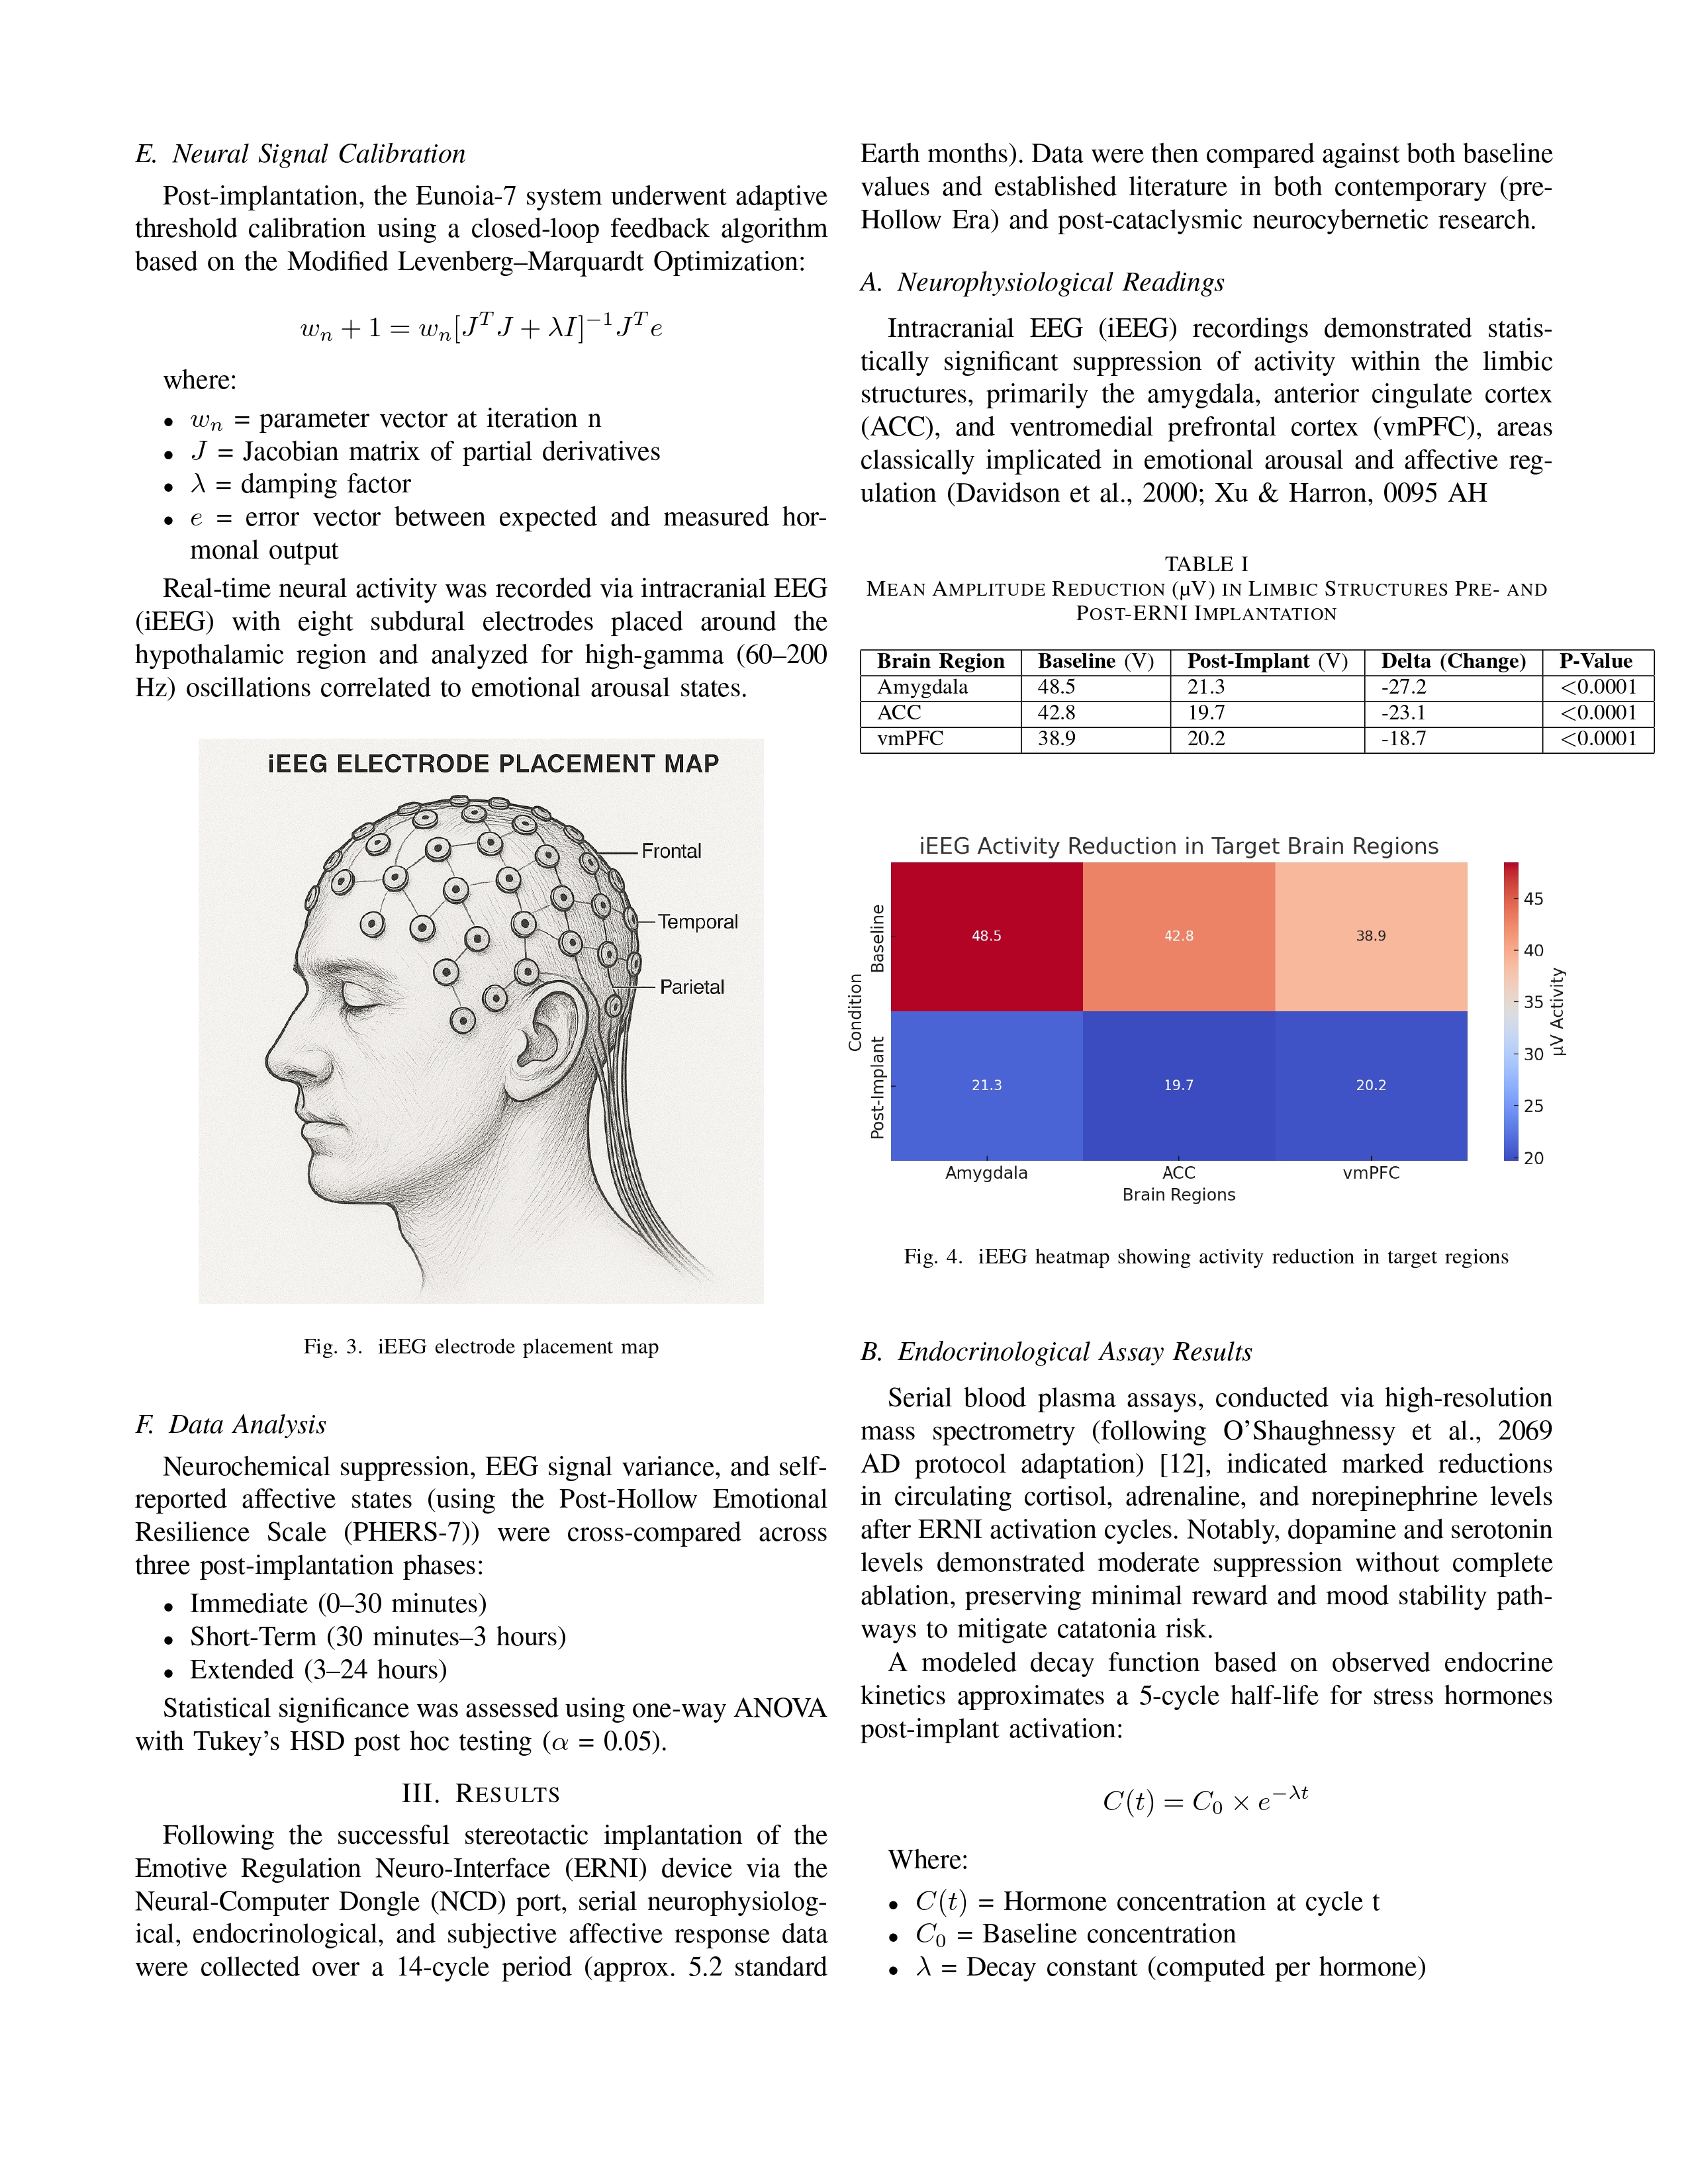 E. Neural Signal Calibration
Post-implantation, the Eunoia-7 system underwent adaptive
threshold calibration using a closed-loop feedback algorithm
based on the Modified Levenberg–Marquardt Optimization:
wₙ + 1 = wₙ[JᵀJ + λI]⁻¹Jᵀe
where:
• wₙ = parameter vector at iteration n
• J = Jacobian matrix of partial derivatives
• λ = damping factor
• e = error vector between expected and measured hor-
monal output
Real-time neural activity was recorded via intracranial EEG
(iEEG) with eight subdural electrodes placed around the
hypothalamic region and analyzed for high-gamma (60–200
Hz) oscillations correlated to emotional arousal states.
iEEG ELECTRODE PLACEMENT MAP
Frontal
Temporal
Parietal
Fig. 3. iEEG electrode placement map
F. Data Analysis
Neurochemical suppression, EEG signal variance, and self-
reported affective states (using the Post-Hollow Emotional
Resilience Scale (PHERS-7)) were cross-compared across
three post-implantation phases:
• Immediate (0–30 minutes)
• Short-Term (30 minutes–3 hours)
• Extended (3–24 hours)
Statistical significance was assessed using one-way ANOVA
with Tukey's HSD post hoc testing (α = 0.05).
III. RESULTS
Following the successful stereotactic implantation of the
Emotive Regulation Neuro-Interface (ERNI) device via the
Neural-Computer Dongle (NCD) port, serial neurophysiolog-
ical, endocrinological, and subjective affective response data
were collected over a 14-cycle period (approx. 5.2 standard
Earth months). Data were then compared against both baseline
values and established literature in both contemporary (pre-
Hollow Era) and post-cataclysmic neurocybernetic research.
A. Neurophysiological Readings
Intracranial EEG (iEEG) recordings demonstrated statis-
tically significant suppression of activity within the limbic
structures, primarily the amygdala, anterior cingulate cortex
(ACC), and ventromedial prefrontal cortex (vmPFC), areas
classically implicated in emotional arousal and affective reg-
ulation (Davidson et al., 2000; Xu & Harron, 0095 AH
TABLE I
MEAN AMPLITUDE REDUCTION (µV) IN LIMBIC STRUCTURES PRE- AND
POST-ERNI IMPLANTATION
Brain Region Baseline (V) Post-Implant (V) Delta (Change) P-Value
Amygdala 48.5 21.3 -27.2 <0.0001
ACC 42.8 19.7 -23.1 <0.0001
vmPFC 38.9 20.2 -18.7 <0.0001
iEEG Activity Reduction in Target Brain Regions
Condition
Baseline
48.5 42.8 38.9
Post-Implant
21.3 19.7 20.2
Amygdala ACC vmPFC
Brain Regions
45
40
35
30
25
20
µV Activity
Fig. 4. iEEG heatmap showing activity reduction in target regions
B. Endocrinological Assay Results
Serial blood plasma assays, conducted via high-resolution
mass spectrometry (following O'Shaughnessy et al., 2069
AD protocol adaptation) [12], indicated marked reductions
in circulating cortisol, adrenaline, and norepinephrine levels
after ERNI activation cycles. Notably, dopamine and serotonin
levels demonstrated moderate suppression without complete
ablation, preserving minimal reward and mood stability path-
ways to mitigate catatonia risk.
A modeled decay function based on observed endocrine
kinetics approximates a 5-cycle half-life for stress hormones
post-implant activation:
C(t) = C₀ × e^{−λt}
Where:
• C(t) = Hormone concentration at cycle t
• C₀ = Baseline concentration
• λ = Decay constant (computed per hormone)